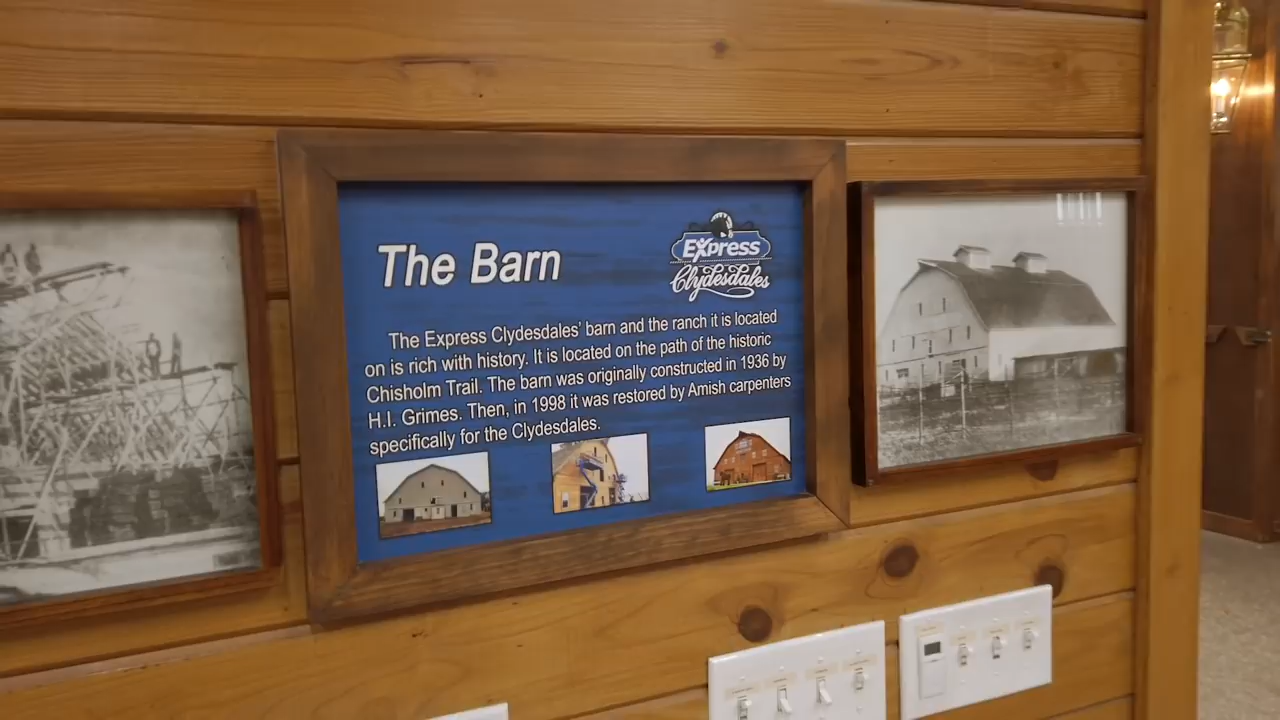 The Barn
Express
Clydesdales
The Express Clydesdales' barn and the ranch it is located
on is rich with history. It is located on the path of the historic
Chisholm Trail. The barn was originally constructed in 1936 by
H.I. Grimes. Then, in 1998 it was restored by Amish carpenters
specifically for the Clydesdales.